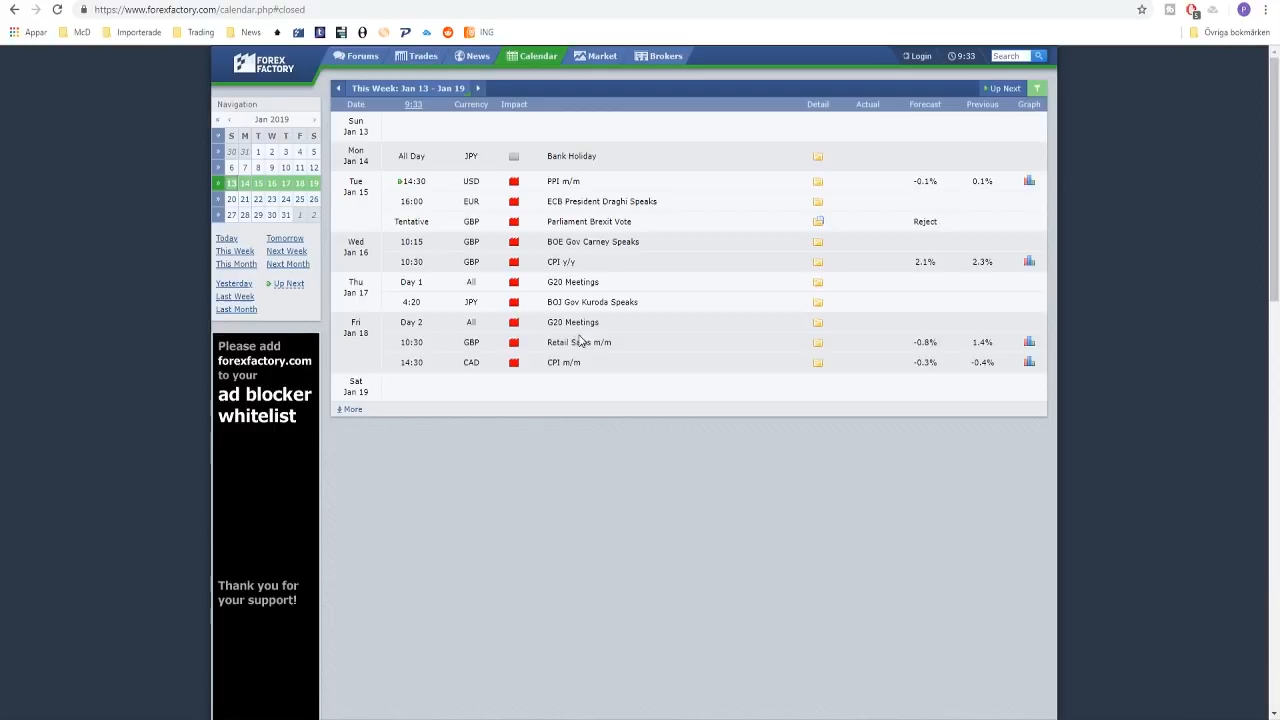 https://www.forexfactory.com/calendar.php#closed
5
P
Appar McD Importerade Trading News ING Övriga bokmärken
FOREX FACTORY Forums Trades News Calendar Market Brokers Login 9:33 Search
Navigation
« ‹ Jan 2019 ›
S M T W T F S
30 31 1 2 3 4 5
6 7 8 9 10 11 12
13 14 15 16 17 18 19
20 21 22 23 24 25 26
27 28 29 30 31 1 2
Today Tomorrow
This Week Next Week
This Month Next Month
Yesterday Up Next
Last Week
Last Month
Please add
forexfactory.com
to your
ad blocker
whitelist
Thank you for
your support!
This Week: Jan 13 - Jan 19 Up Next
Date 9:33 Currency Impact Detail Actual Forecast Previous Graph
Sun
Jan 13
Mon
Jan 14
All Day JPY Bank Holiday
Tue
Jan 15
14:30 USD PPI m/m -0.1% 0.1%
16:00 EUR ECB President Draghi Speaks
Tentative GBP Parliament Brexit Vote Reject
Wed
Jan 16
10:15 GBP BOE Gov Carney Speaks
10:30 GBP CPI y/y 2.1% 2.3%
Thu
Jan 17
Day 1 All G20 Meetings
4:20 JPY BOJ Gov Kuroda Speaks
Fri
Jan 18
Day 2 All G20 Meetings
10:30 GBP Retail Sales m/m -0.8% 1.4%
14:30 CAD CPI m/m -0.3% -0.4%
Sat
Jan 19
More